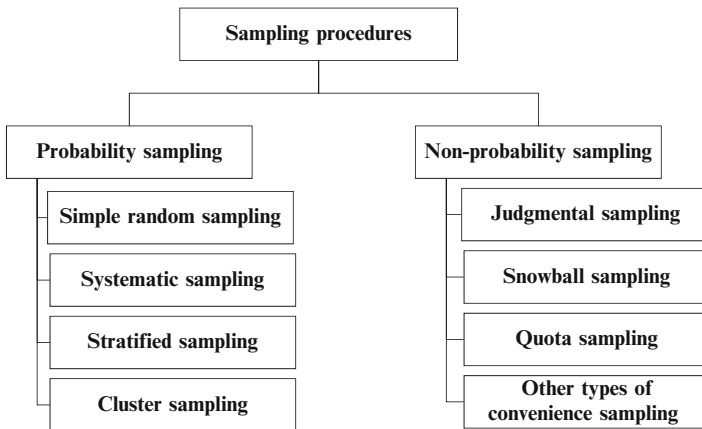 Sampling procedures
Probability sampling
Simple random sampling
Systematic sampling
Stratified sampling
Cluster sampling
Non-probability sampling
Judgmental sampling
Snowball sampling
Quota sampling
Other types of
convenience sampling